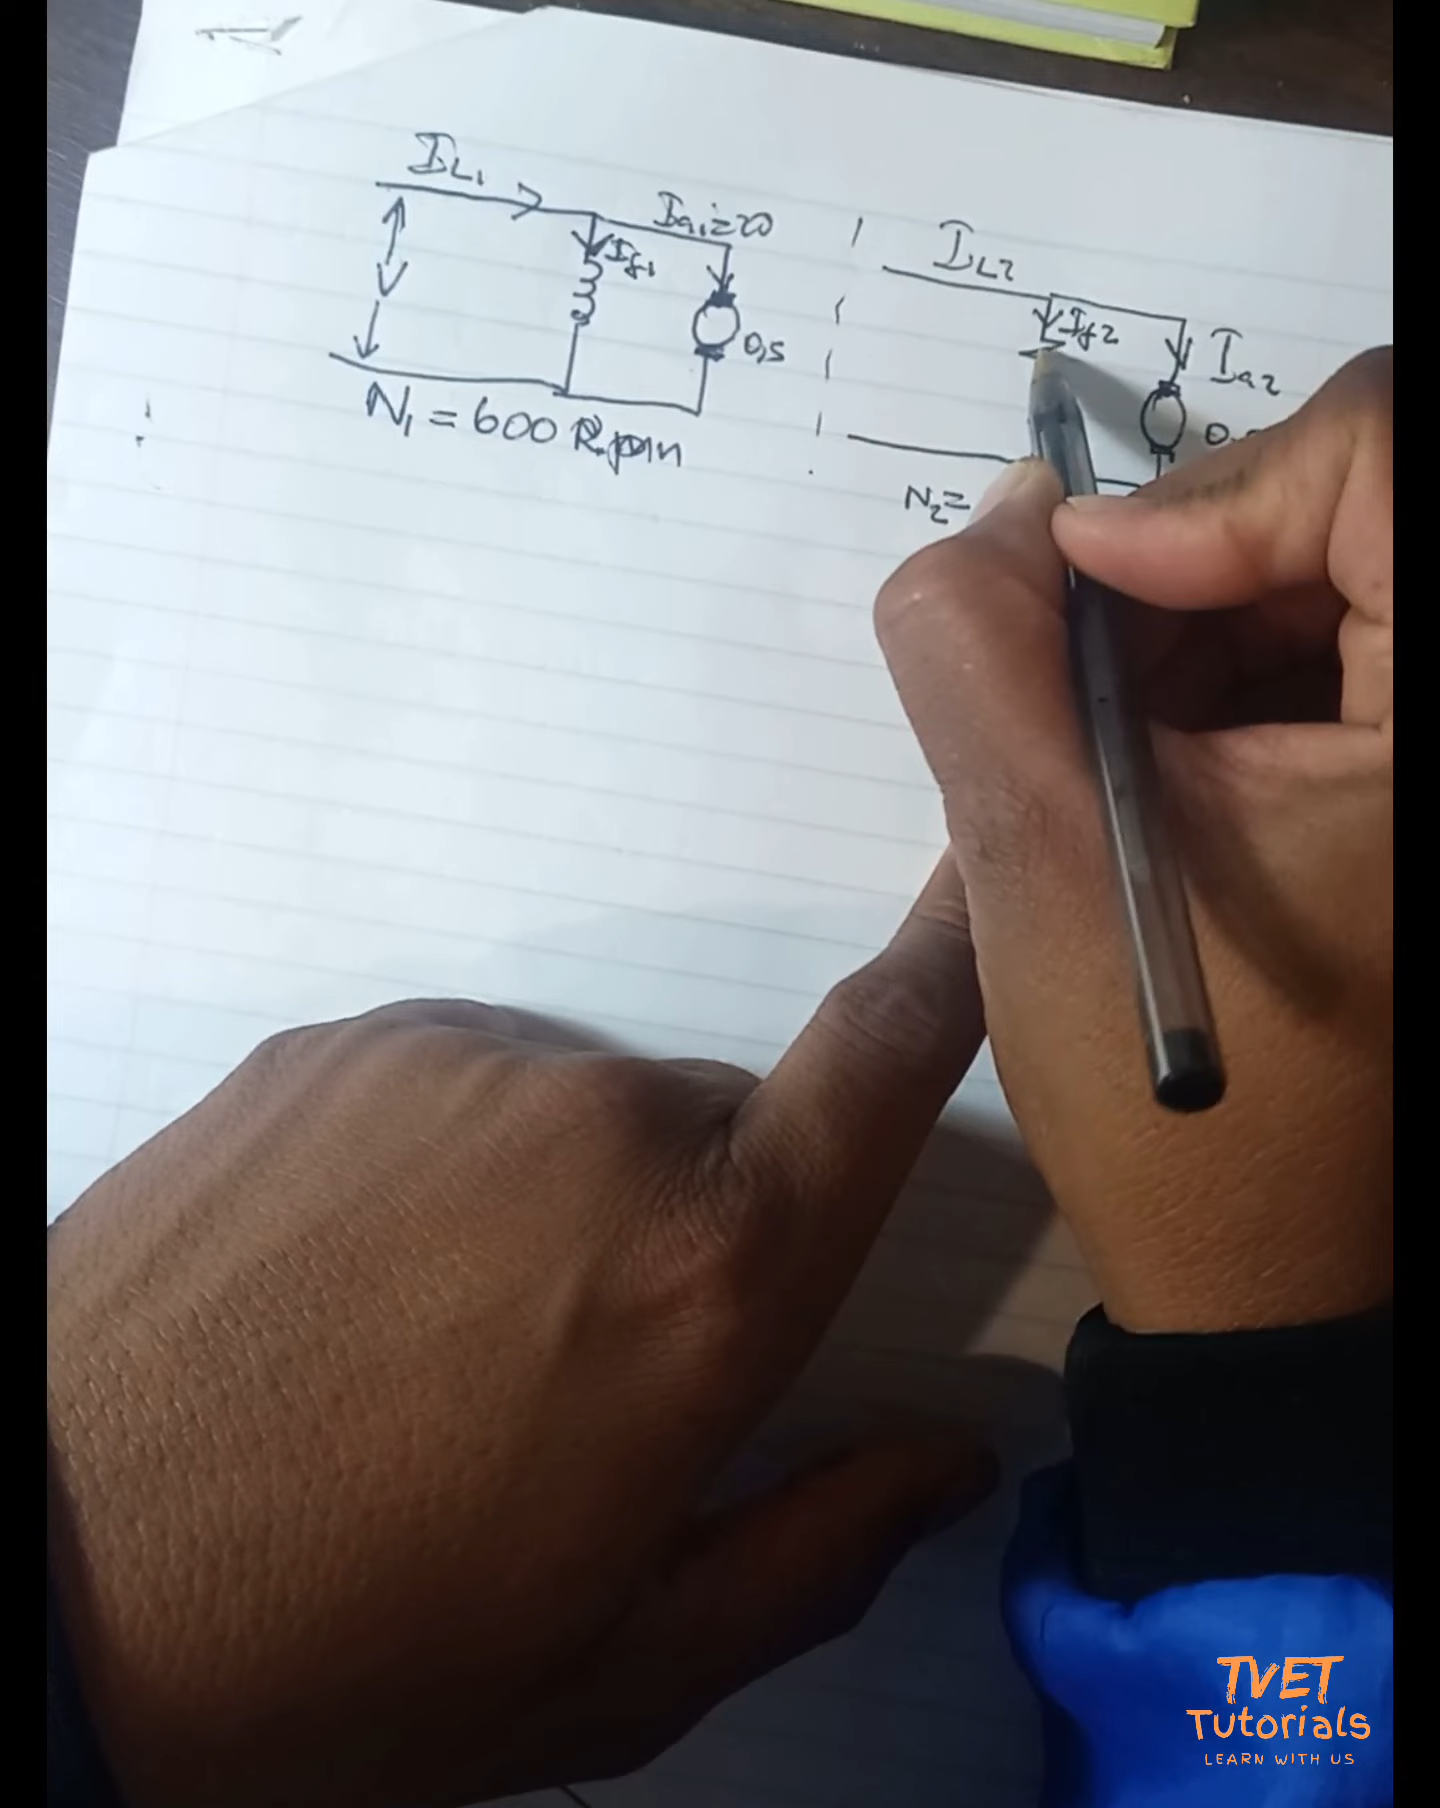 IL1
Ia1=20
If1
V
0,5
N1 = 600 Rpm
IL2
If2
Ia2
N2=
TVET
Tutorials
LEARN WITH US